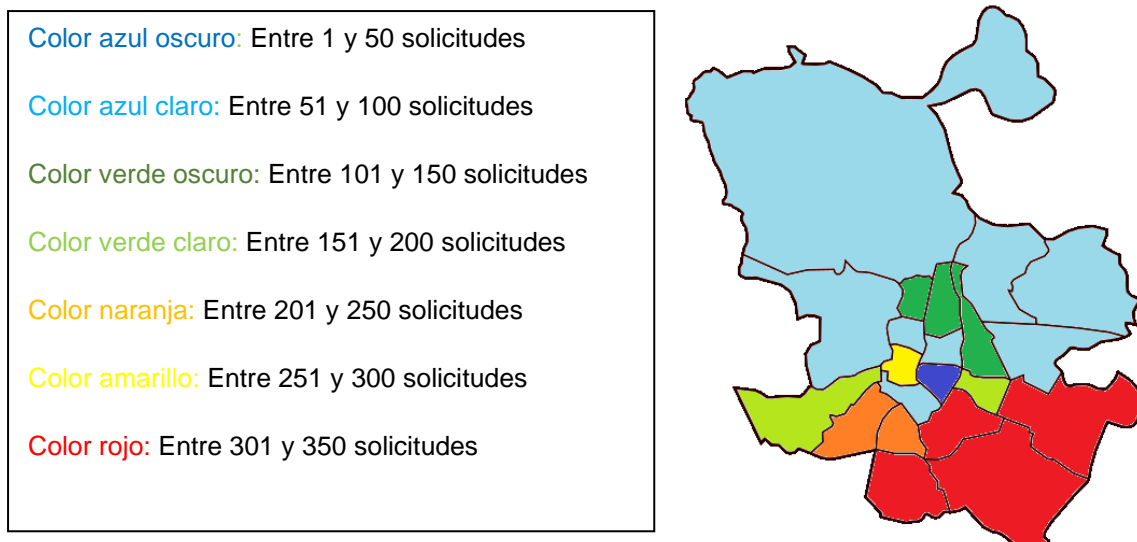 Color azul oscuro: Entre 1 y 50 solicitudes
Color azul claro: Entre 51 y 100 solicitudes
Color verde oscuro: Entre 101 y 150 solicitudes
Color verde claro: Entre 151 y 200 solicitudes
Color naranja: Entre 201 y 250 solicitudes
Color amarillo: Entre 251 y 300 solicitudes
Color rojo: Entre 301 y 350 solicitudes